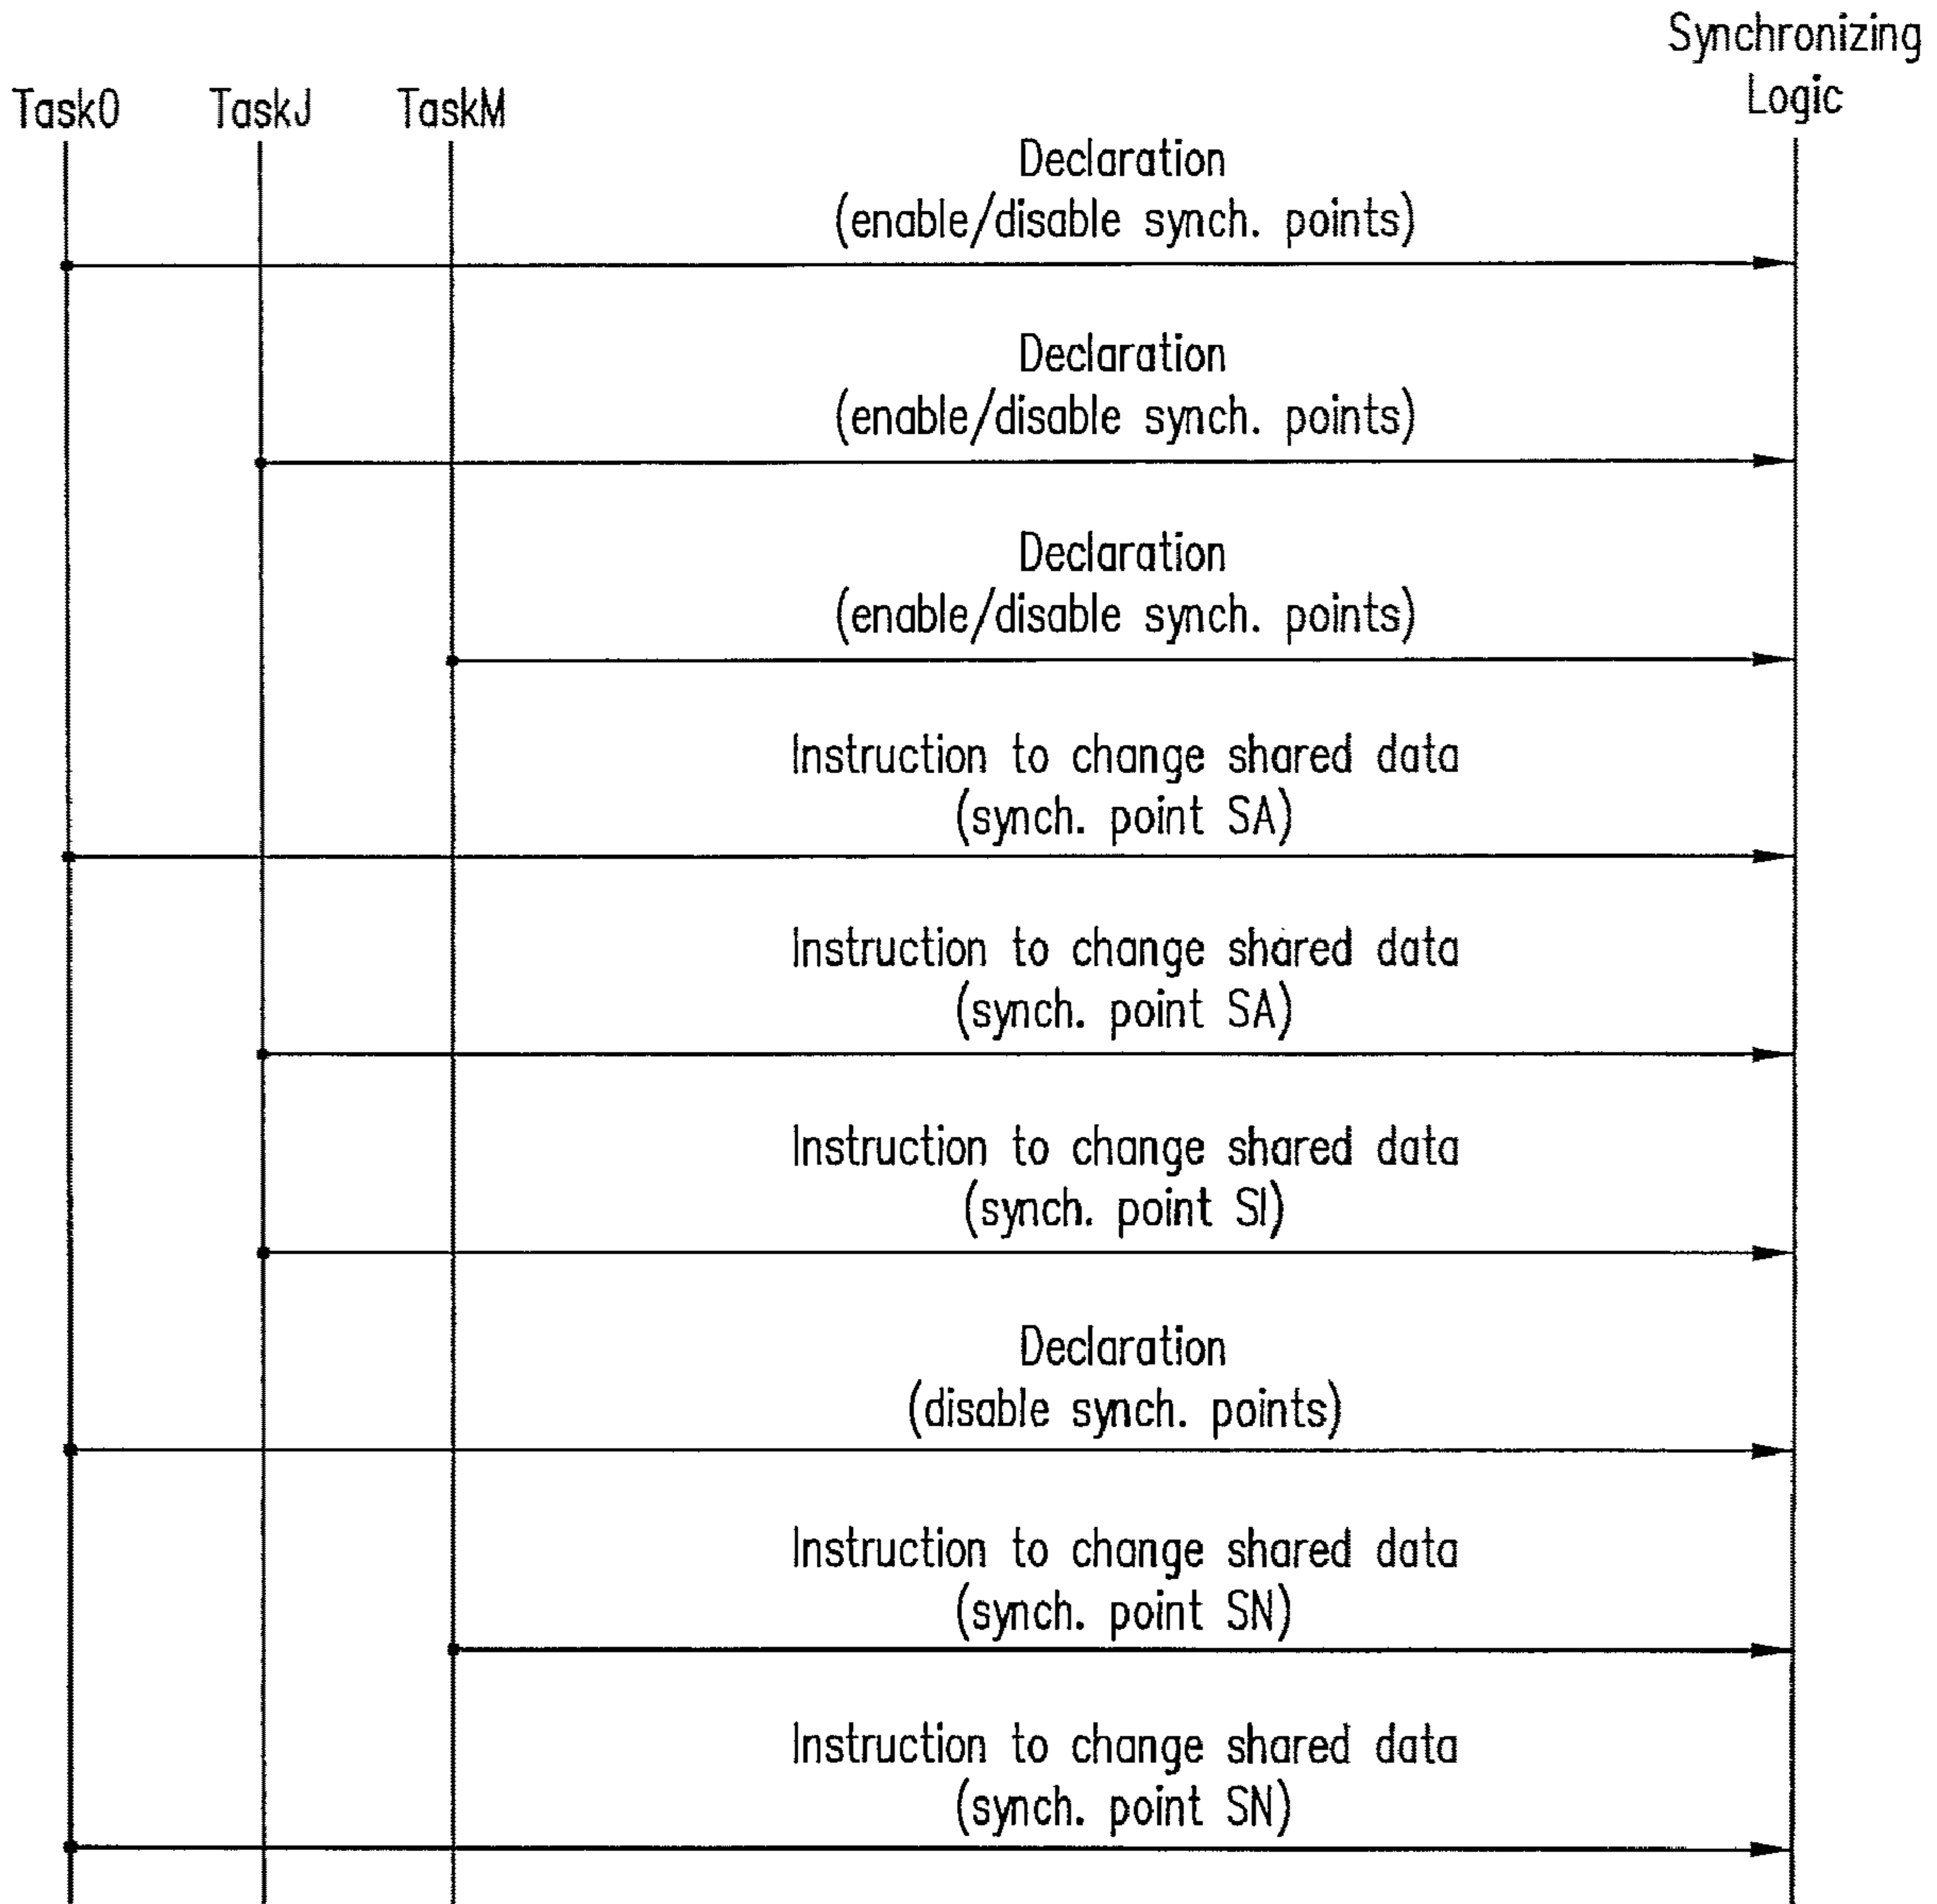 Synchronizing
Logic
Task0
TaskJ
TaskM
Declaration
(enable/disable synch. points)
Declaration
(enable/disable synch. points)
Declaration
(enable/disable synch. points)
Instruction to change shared data
(synch. point SA)
Instruction to change shared data
(synch. point SA)
Instruction to change shared data
(synch. point SI)
Declaration
(disable synch. points)
Instruction to change shared data
(synch. point SN)
Instruction to change shared data
(synch. point SN)